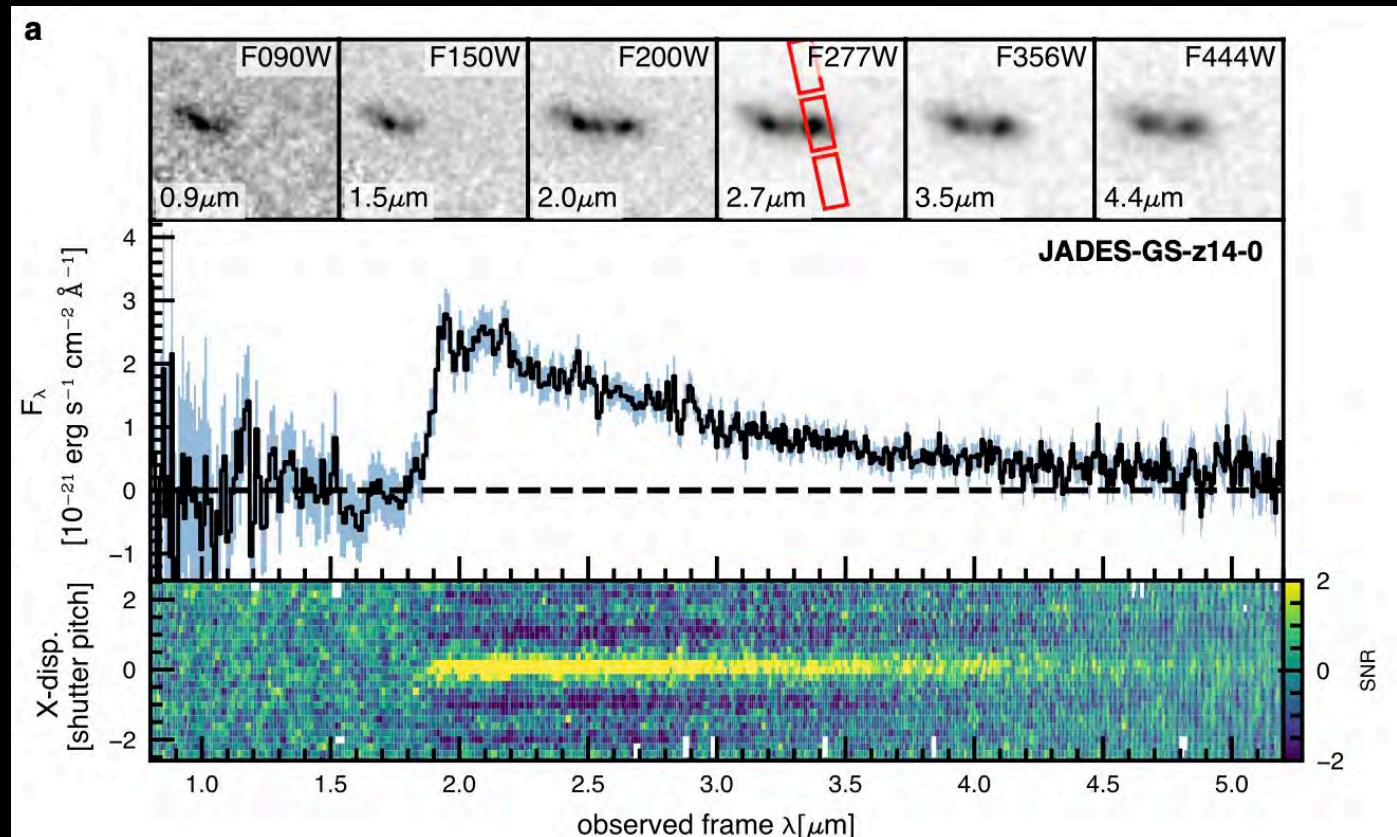 a
F090W
F150W
F200W
F277W
F356W
F444W
0.9μm
1.5μm
2.0μm
2.7μm
3.5μm
4.4μm
JADES-GS-z14-0
F_λ
[10⁻²¹ erg s⁻¹ cm⁻² Å⁻¹]
4
3
2
1
0
−1
X-disp.
[shutter pitch]
2
0
−2
2
0
−2
SNR
1.0 1.5 2.0 2.5 3.0 3.5 4.0 4.5 5.0
observed frame λ[μm]